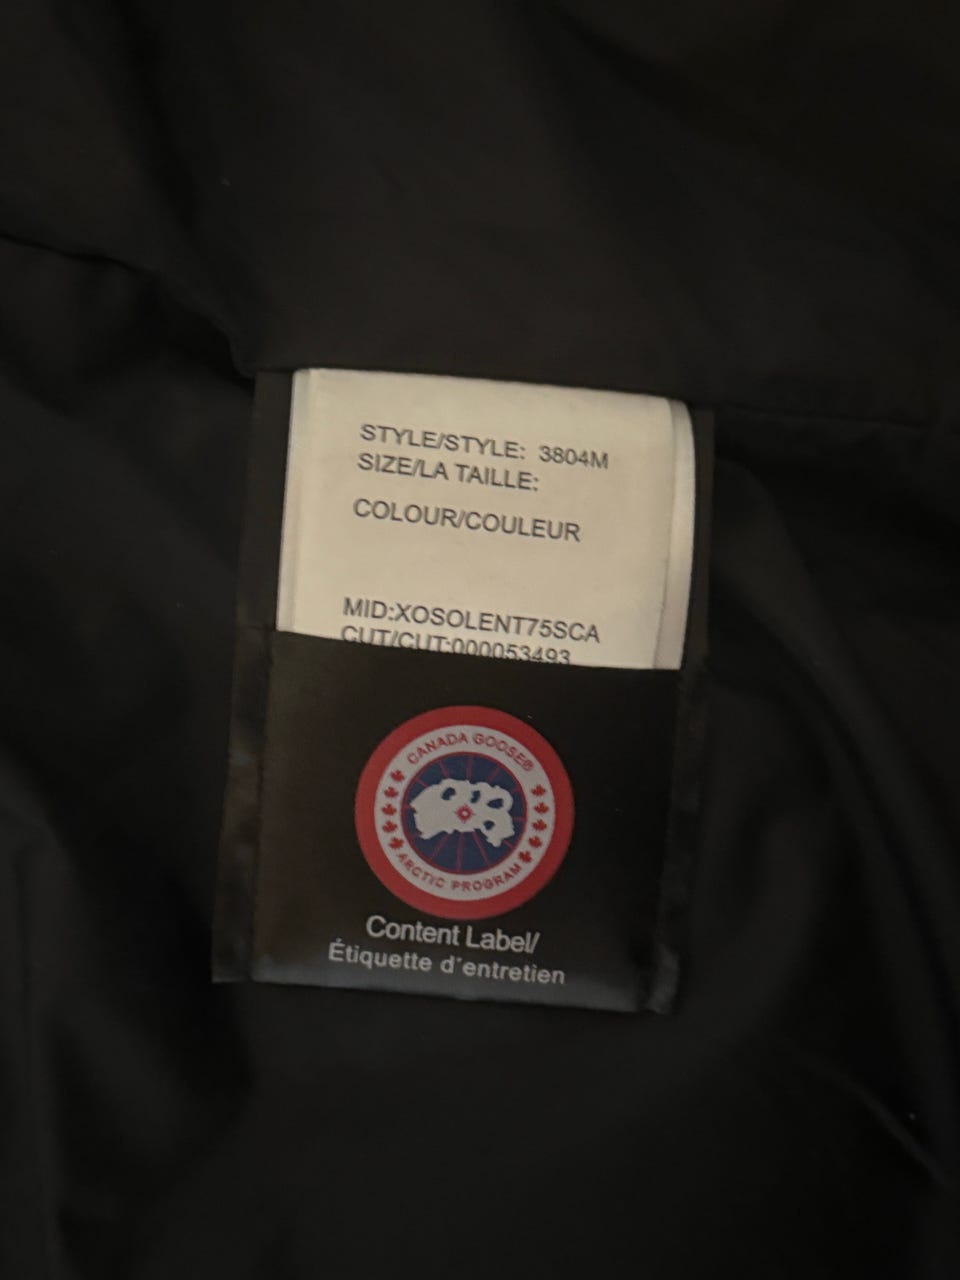 STYLE/STYLE: 3804M
SIZE/LA TAILLE:
COLOUR/COULEUR
MID:XOSOLENT75SCA
CUT/CUT:000053493
CANADA GOOSE®
ARCTIC PROGRAM
Content Label/
Étiquette d'entretien